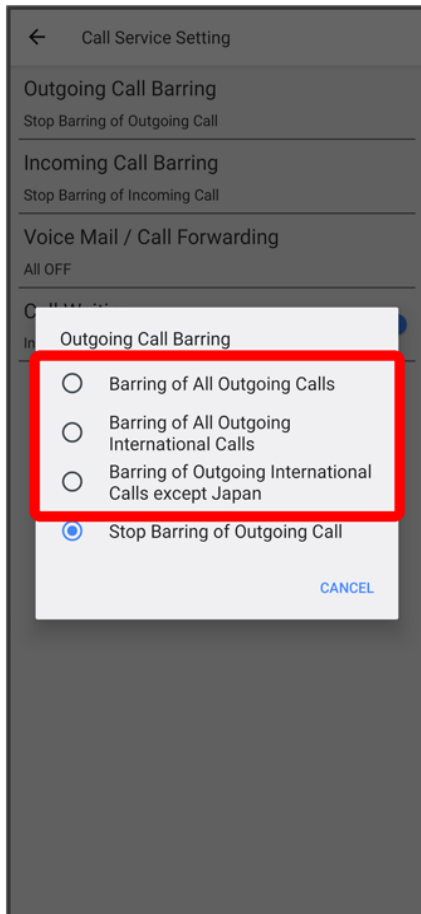 Call Service Setting
Outgoing Call Barring
Stop Barring of Outgoing Call
Incoming Call Barring
Stop Barring of Incoming Call
Voice Mail / Call Forwarding
All OFF
Outgoing Call Barring
Barring of All Outgoing Calls
Barring of All Outgoing
International Calls
Barring of Outgoing International
Calls except Japan
Stop Barring of Outgoing Call
CANCEL